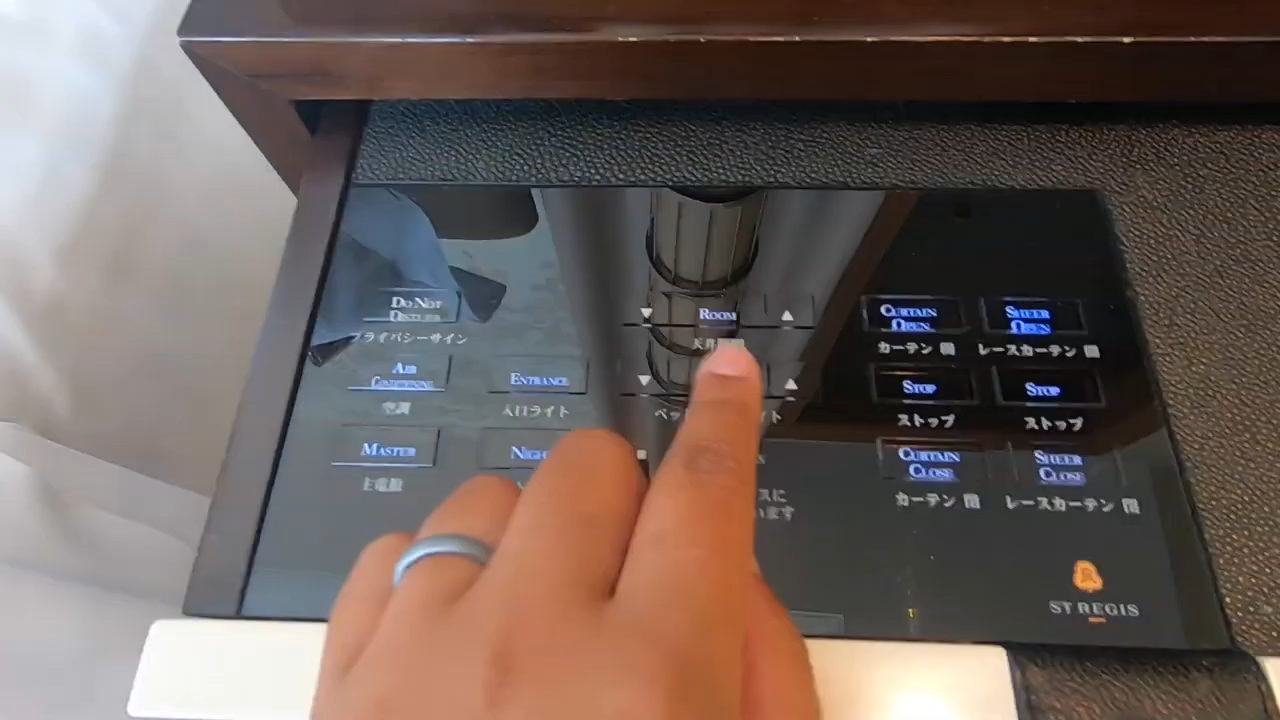 DO NOT
DISTURB
プライバシーサイン
AIR
CONDITIONING
空調
MASTER
主電源
ENTRANCE
入口ライト
NIGH
▼ ROOM ▲
▼ ▲
CURTAIN
OPEN
カーテン 開
STOP
ストップ
CURTAIN
CLOSE
カーテン 閉
SHEER
OPEN
レースカーテン 開
STOP
ストップ
SHEER
CLOSE
レースカーテン 閉
ST REGIS